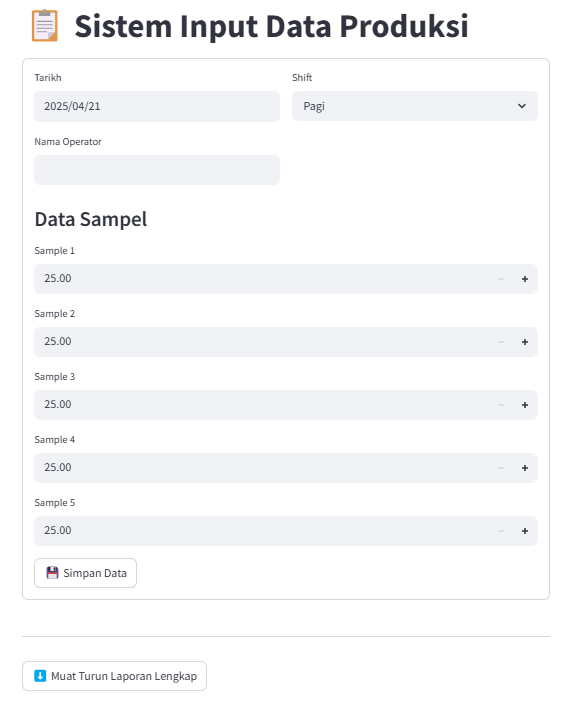 Sistem Input Data Produksi
Tarikh
Shift
2025/04/21
Pagi
Nama Operator
Data Sampel
Sample 1
25.00
Sample 2
25.00
Sample 3
25.00
Sample 4
25.00
Sample 5
25.00
Simpan Data
Muat Turun Laporan Lengkap